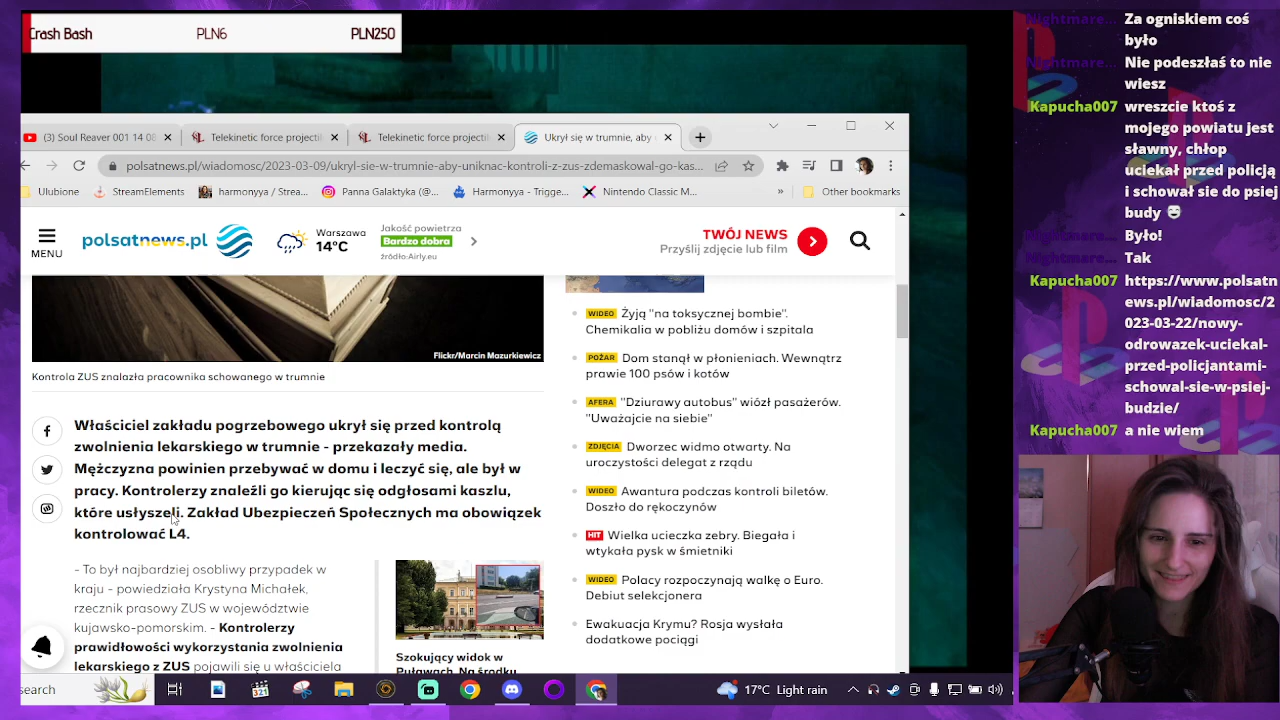 Crash Bash PLN6 PLN250
(3) Soul Reaver 001 14 08
Telekinetic force projectil
Telekinetic force projectil
Ukrył się w trumnie, aby
polsatnews.pl/wiadomosc/2023-03-09/ukryl-sie-w-trumnie-aby-uniknac-kontroli-z-zus-zdemaskowal-go-kas...
Ulubione
StreamElements
harmonyya / Strea...
Panna Galaktyka (@...
Harmonyya - Trigge...
Nintendo Classic M...
»
Other bookmarks
MENU
polsatnews.pl
Warszawa
14°C
Jakość powietrza
Bardzo dobra
źródło:Airly.eu
TWÓJ NEWS
Przyślij zdjęcie lub film
Flickr/Marcin Mazurkiewicz
Kontrola ZUS znalazła pracownika schowanego w trumnie
Właściciel zakładu pogrzebowego ukrył się przed kontrolą
zwolnienia lekarskiego w trumnie - przekazały media.
Mężczyzna powinien przebywać w domu i leczyć się, ale był w
pracy. Kontrolerzy znaleźli go kierując się odgłosami kaszlu,
które usłyszeli. Zakład Ubezpieczeń Społecznych ma obowiązek
kontrolować L4.
- To był najbardziej osobliwy przypadek w
kraju - powiedziała Krystyna Michałek,
rzecznik prasowy ZUS w województwie
kujawsko-pomorskim. - Kontrolerzy
prawidłowości wykorzystania zwolnienia
lekarskiego z ZUS pojawili się u właściciela
Szokujący widok w
Puławach. Na środku
WIDEO Żyją "na toksycznej bombie".
Chemikalia w pobliżu domów i szpitala
POŻAR Dom stanął w płonieniach. Wewnątrz
prawie 100 psów i kotów
AFERA "Dziurawy autobus" wiózł pasażerów.
"Uważajcie na siebie"
ZDJĘCIA Dworzec widmo otwarty. Na
uroczystości delegat z rządu
WIDEO Awantura podczas kontroli biletów.
Doszło do rękoczynów
HIT Wielka ucieczka zebry. Biegała i
wtykała pysk w śmietniki
WIDEO Polacy rozpoczynają walkę o Euro.
Debiut selekcjonera
Ewakuacja Krymu? Rosja wysłała
dodatkowe pociągi
search
17°C Light rain
Nightmare... Za ogniskiem coś
było
Nightmare... Nie podeszłaś to nie
wiesz
Kapucha007 wreszcie ktoś z
mojego powiatu jest
sławny, chłop
uciekał przed policją
i schował sie do psiej
budy 😄
Nightmare... Było!
Nightmare... Tak
Kapucha007 https://www.polsatn
ews.pl/wiadomosc/2
023-03-22/nowy-
odrowazek-uciekal-
przed-policjantami-
schowal-sie-w-psiej-
budzie/
Kapucha007 a nie wiem